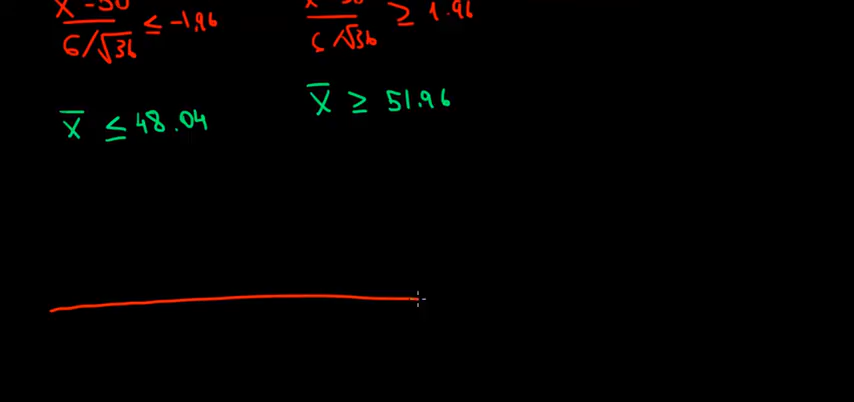 X - 50 / 6/√36 ≤ -1.96
X - 50 / 6/√36 ≥ 1.96
X̄ ≤ 48.04
X̄ ≥ 51.96